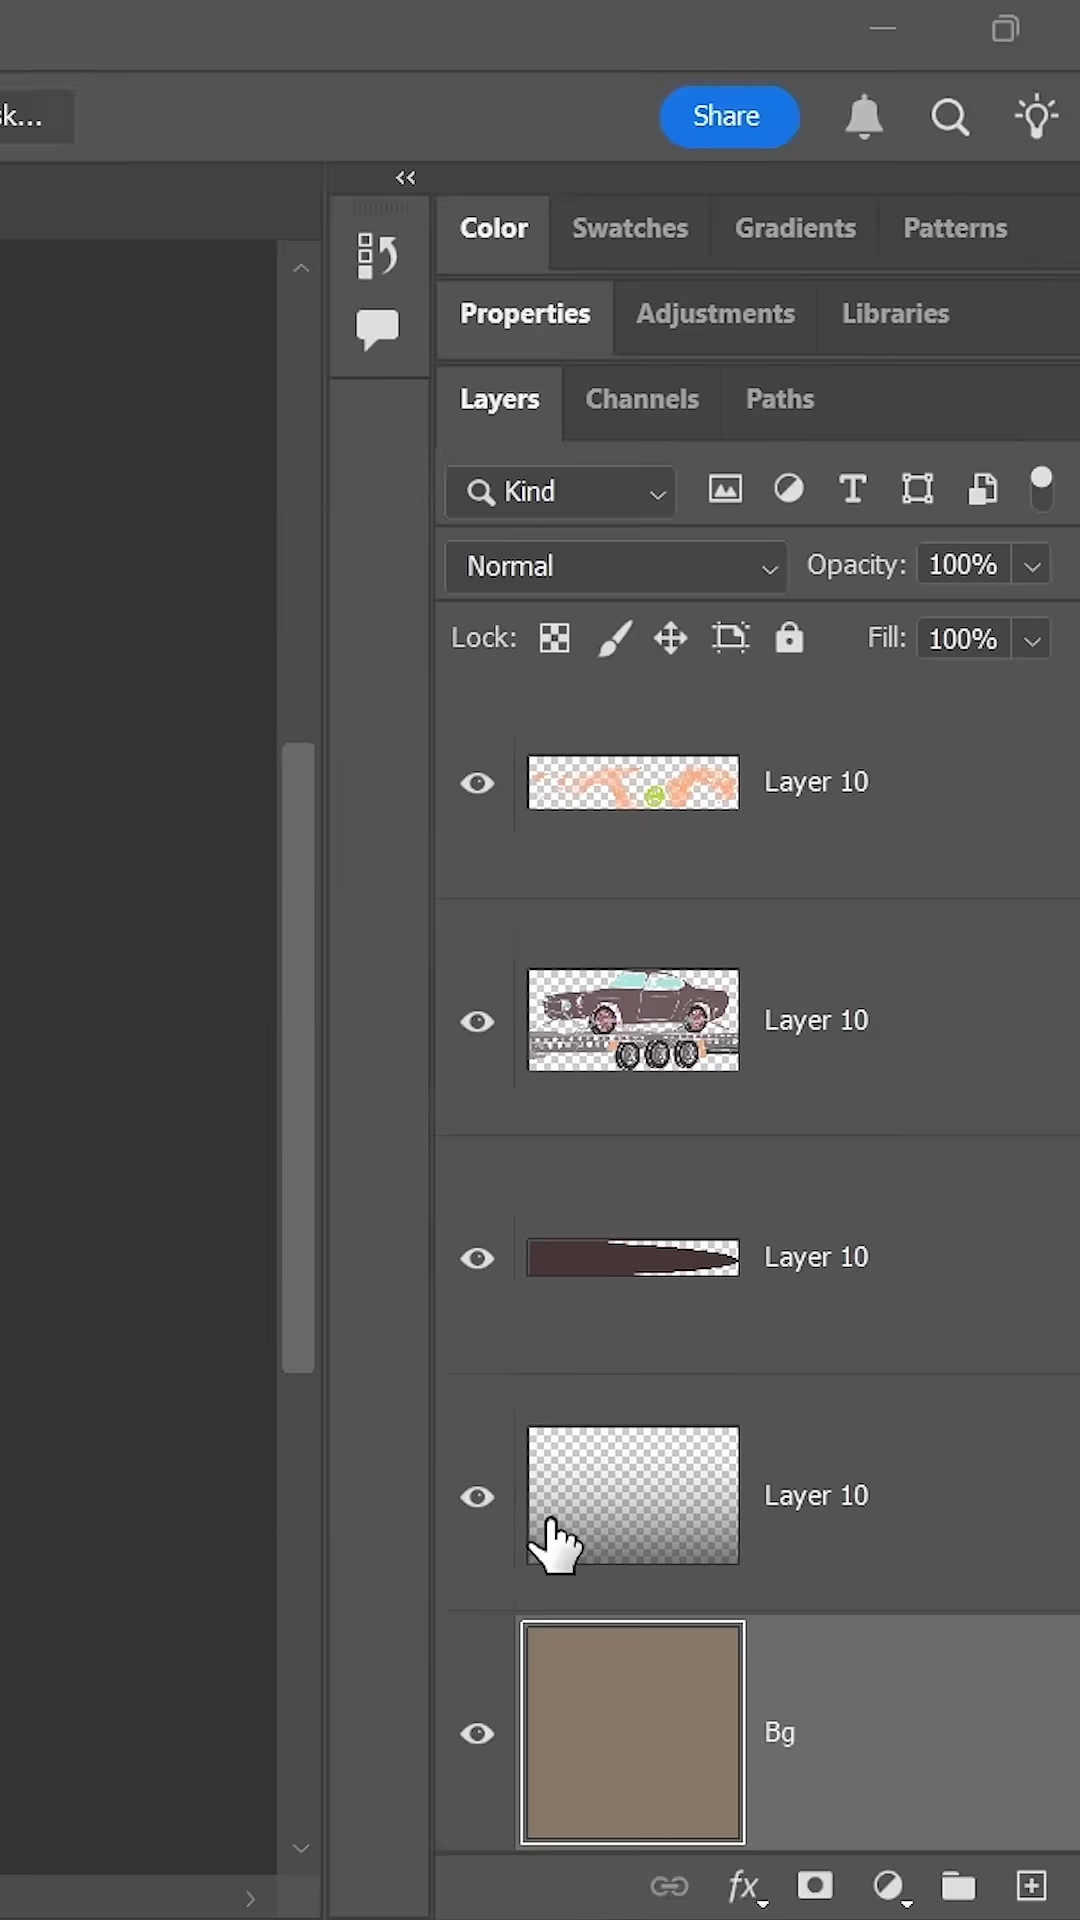 sk...
Share
Color Swatches Gradients Patterns
Properties Adjustments Libraries
Layers Channels Paths
Kind
Normal Opacity: 100%
Lock: Fill: 100%
Layer 10
Layer 10
Layer 10
Layer 10
Bg
fx